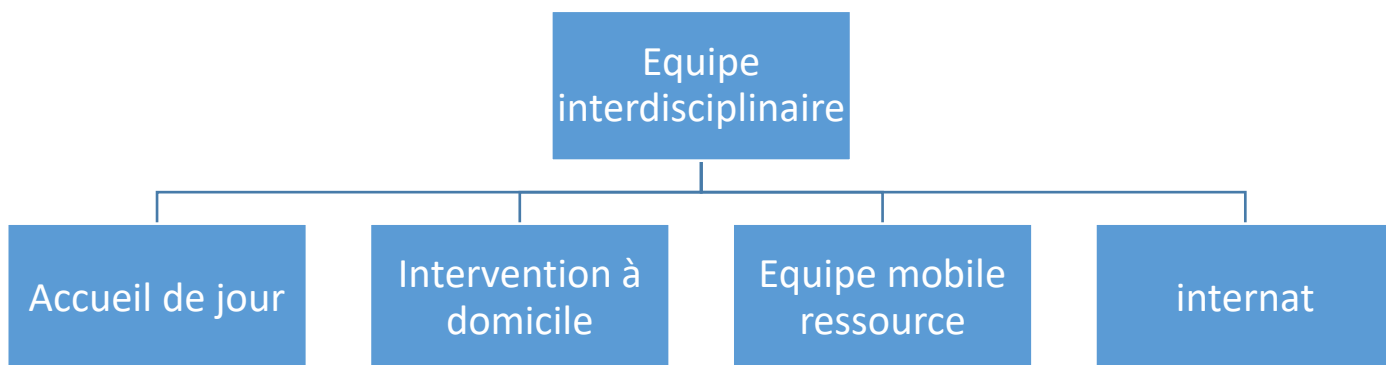 Equipe
interdisciplinaire
Accueil de jour
Intervention à
domicile
Equipe mobile
ressource
internat